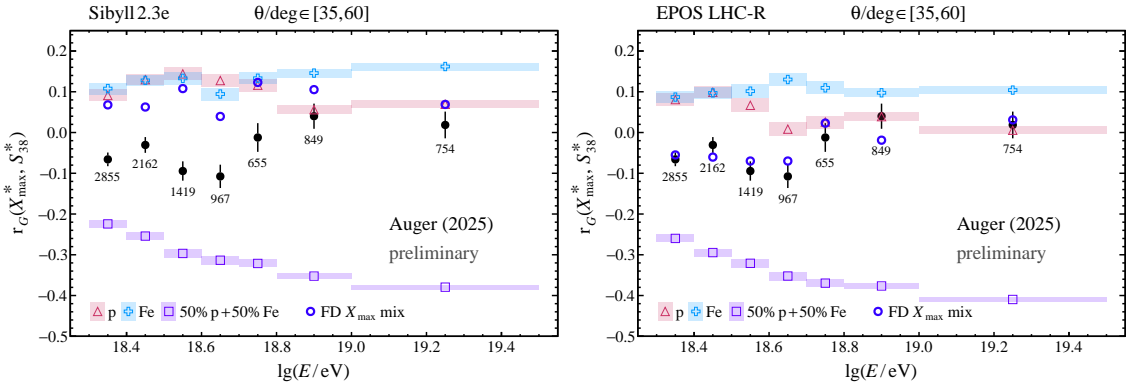 Sibyll 2.3e θ/deg∈[35,60]
r_G(X*_max, S*_38)
0.2
0.1
0.0
−0.1
−0.2
−0.3
−0.4
−0.5
2855
2162
1419
967
655
849
754
Auger (2025)
preliminary
p Fe 50% p+50% Fe FD X_max mix
18.4 18.6 18.8 19.0 19.2 19.4
lg(E/eV)
EPOS LHC-R θ/deg∈[35,60]
r_G(X*_max, S*_38)
0.2
0.1
0.0
−0.1
−0.2
−0.3
−0.4
−0.5
2855
2162
1419
967
655
849
754
Auger (2025)
preliminary
p Fe 50% p+50% Fe FD X_max mix
18.4 18.6 18.8 19.0 19.2 19.4
lg(E/eV)